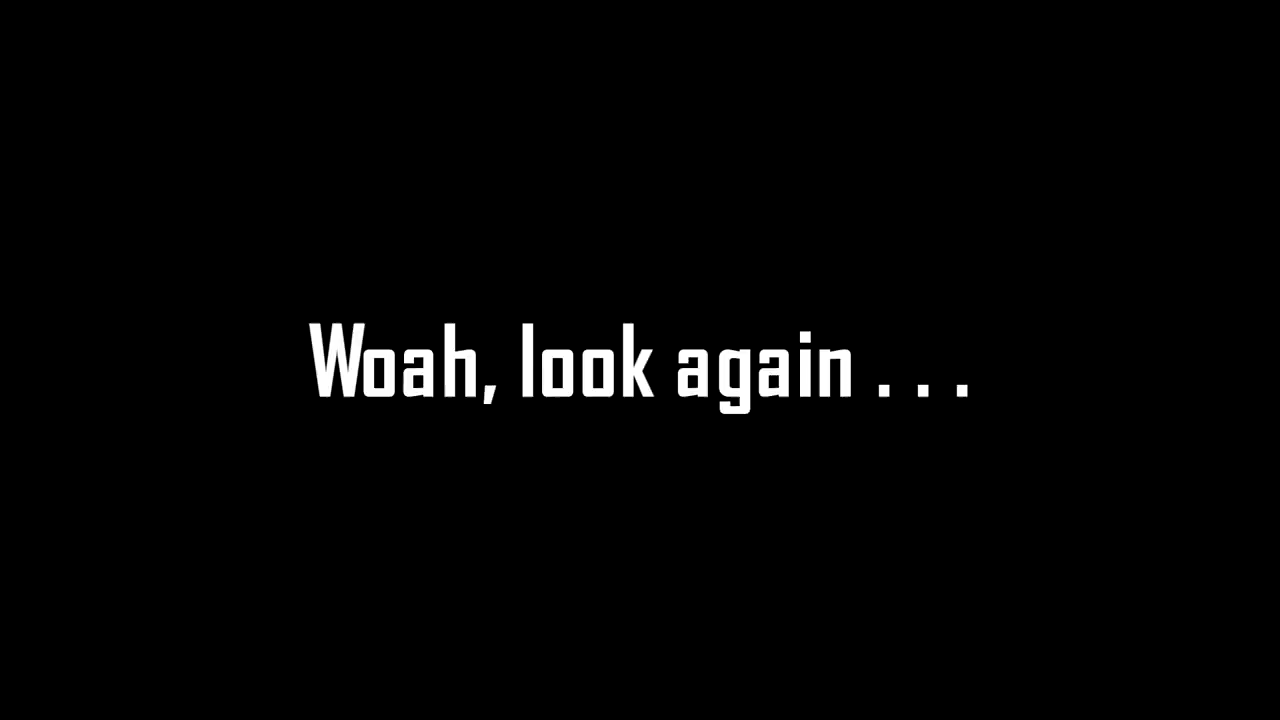 Woah, look again . . .